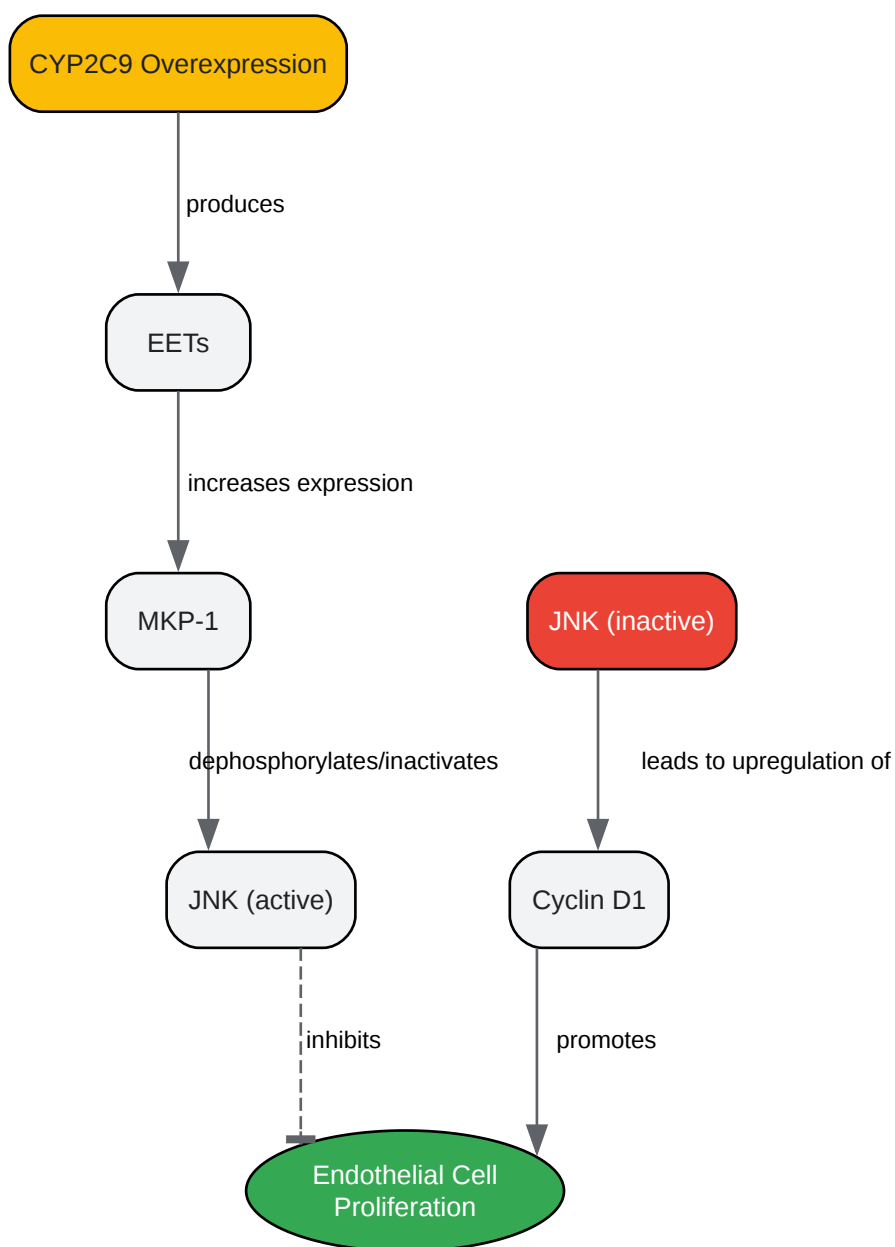 CYP2C9 Overexpression
produces
EETs
increases expression
MKP-1
JNK (inactive)
dephosphorylates/inactivates
leads to upregulation of
JNK (active)
Cyclin D1
inhibits
promotes
Endothelial Cell
Proliferation